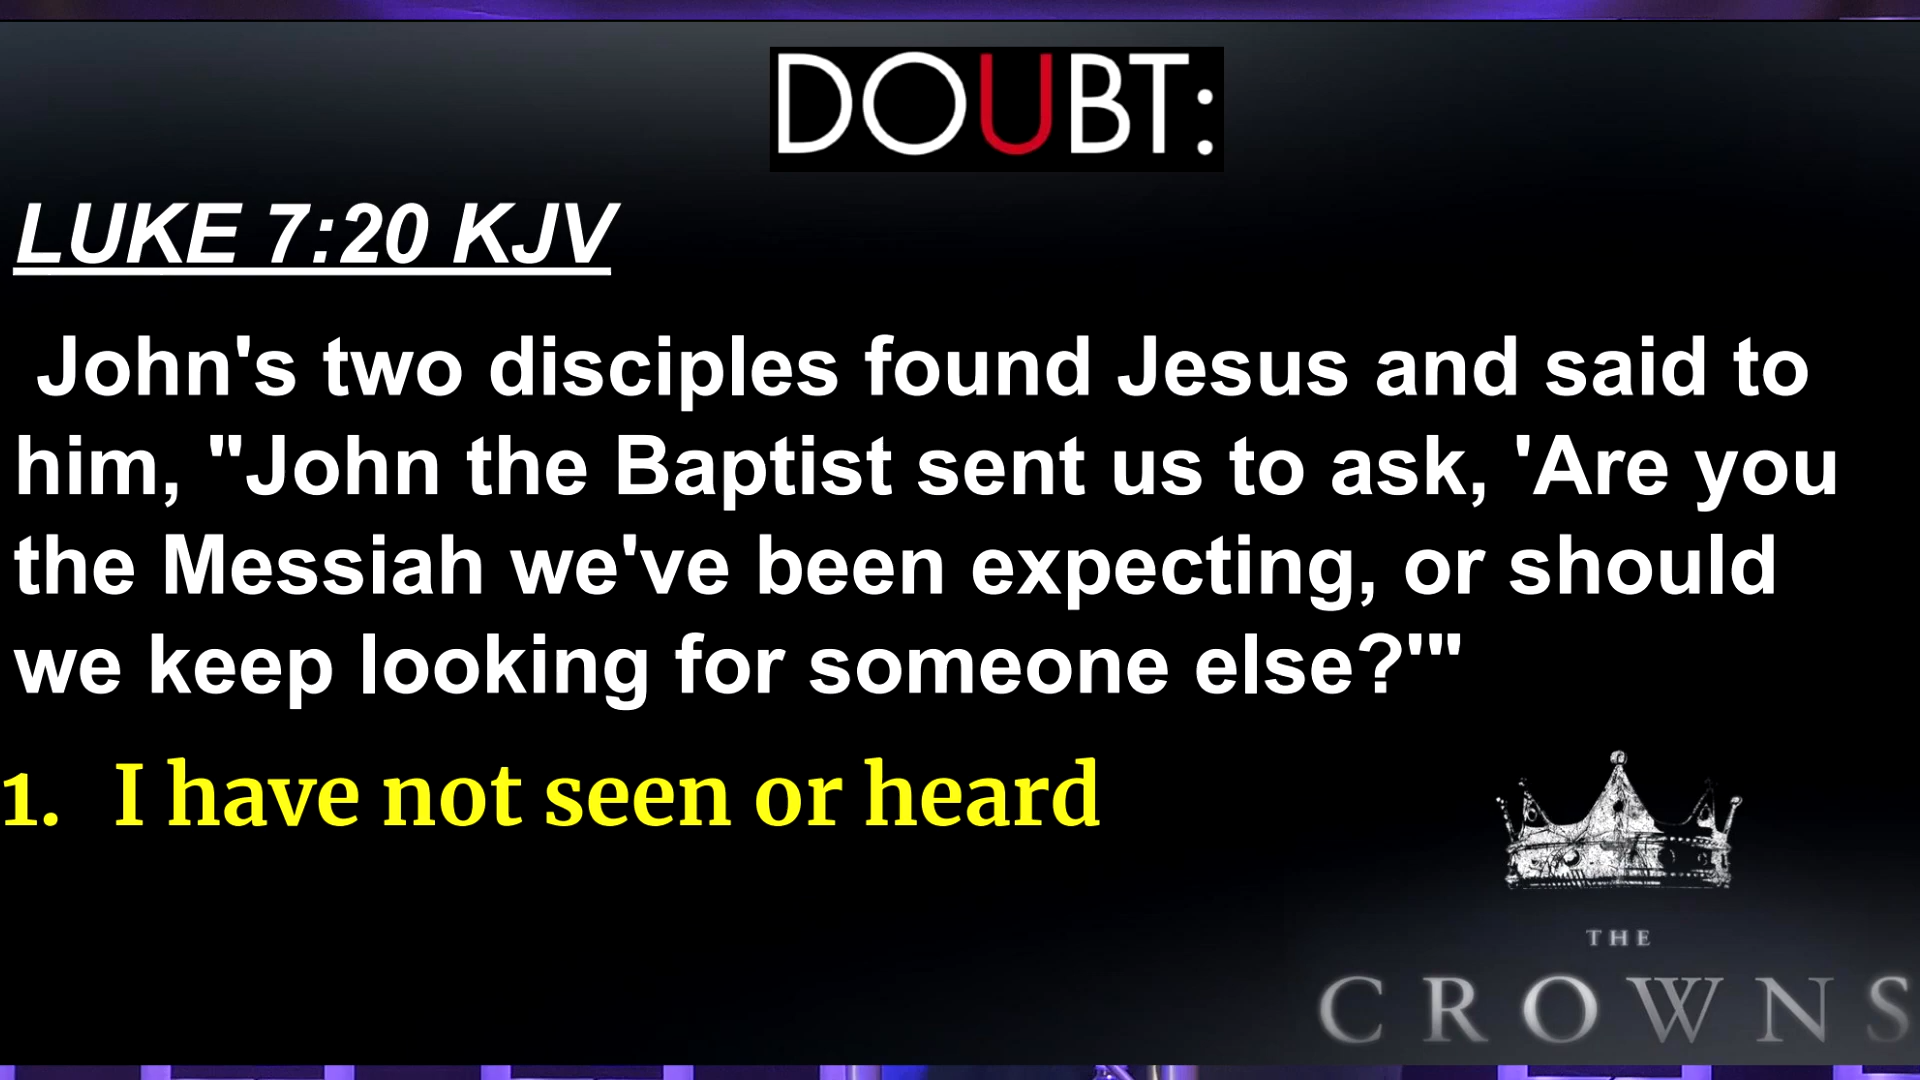 DOUBT:
LUKE 7:20 KJV
John's two disciples found Jesus and said to
him, "John the Baptist sent us to ask, 'Are you
the Messiah we've been expecting, or should
we keep looking for someone else?'"
1. I have not seen or heard
THE
CROWNS